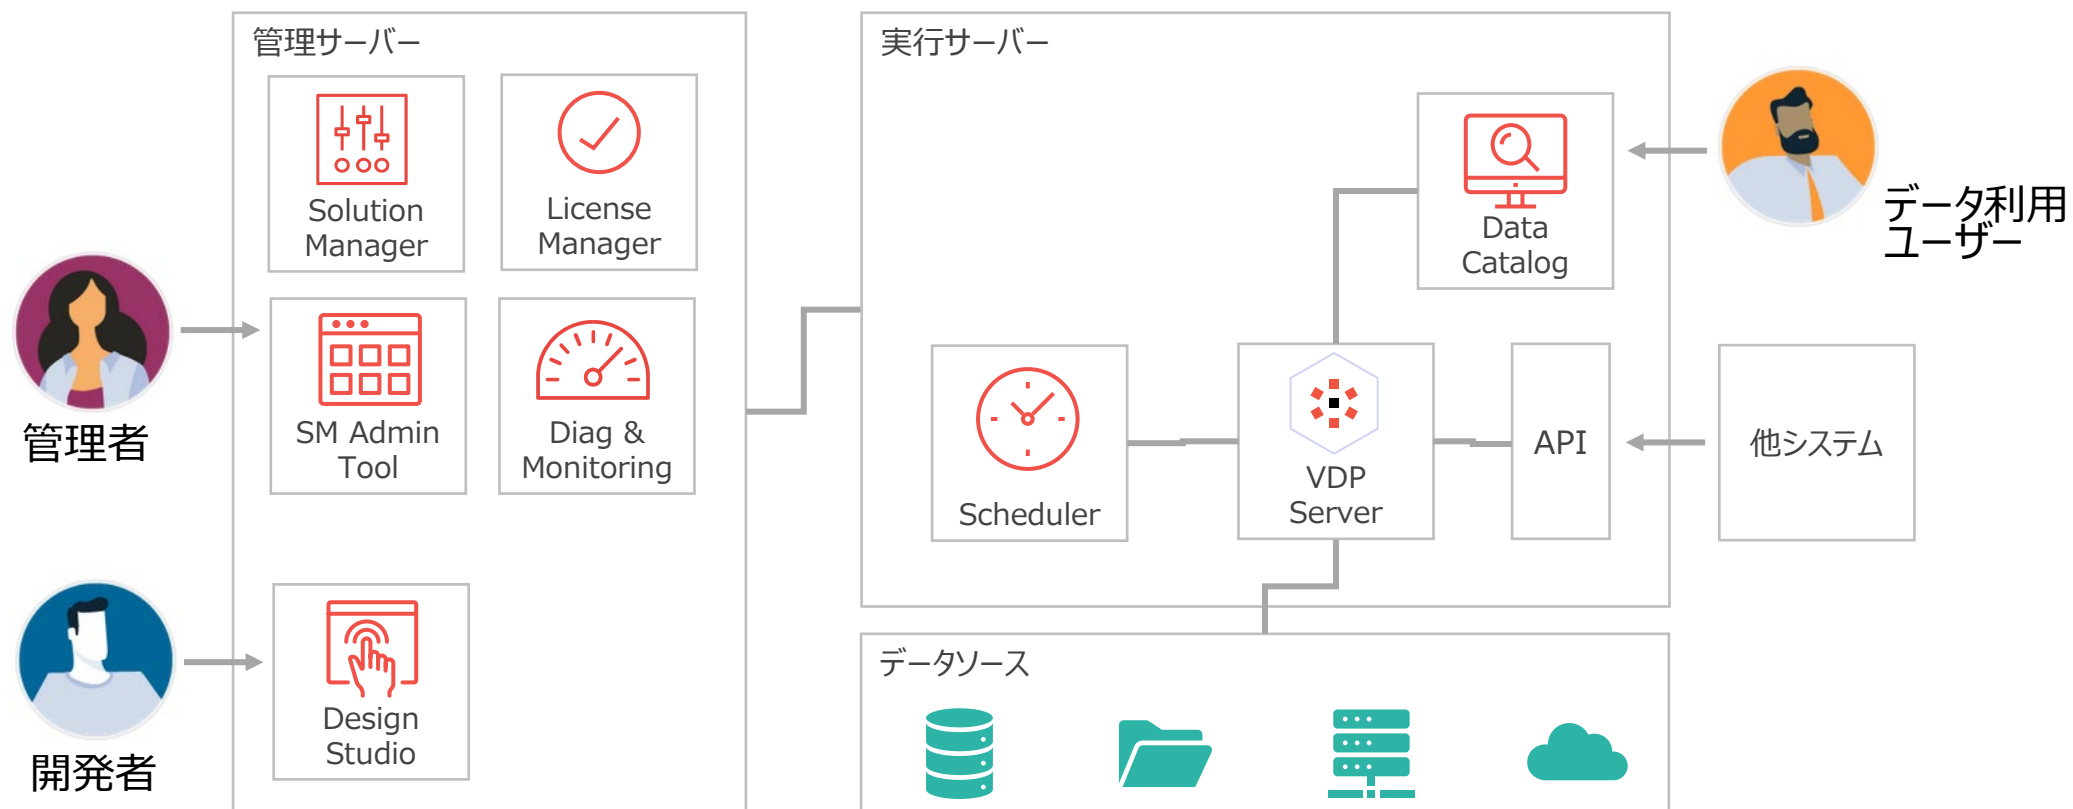 管理サーバー
Solution
Manager
License
Manager
SM Admin
Tool
Diag &
Monitoring
Design
Studio
管理者
開発者
実行サーバー
Data
Catalog
Scheduler
VDP
Server
API
他システム
データ利用
ユーザー
データソース